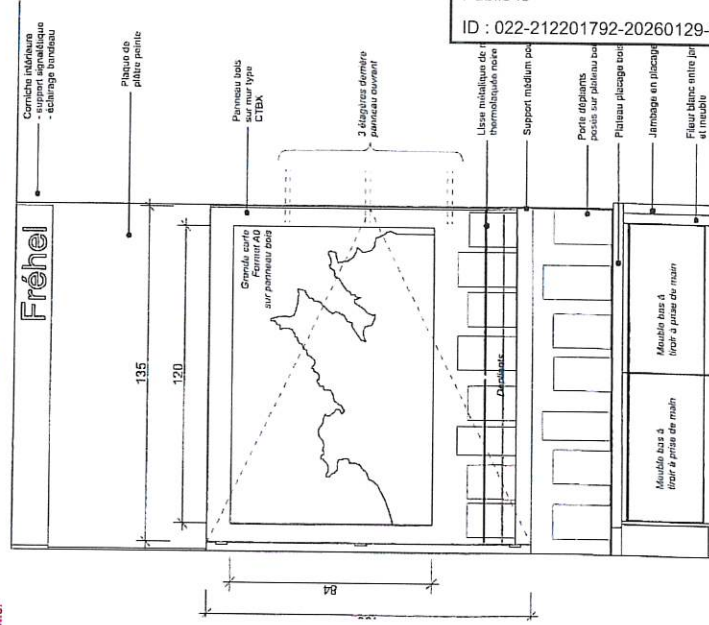 ID : 022-212201792-20260129-
Corniche intérieure
- support signalétique
- éclairage bandeau
Plaque de
plâtre peinte
Fréhel
135
120
Panneau bois
sur mur type
CTBX
Grande carte
Format A0
sur panneau bois
3 étagères derrière
panneau ouvrant
84
Lisse métalique de
thermolaquée noire
Dépliants
Support médium
Porte dépliants
posés sur plateau
Plateau placage bois
Jambage en placage
Fileur blanc entre
et meuble
Meuble bas à
tiroir à prise de main
Meuble bas à
tiroir à prise de main